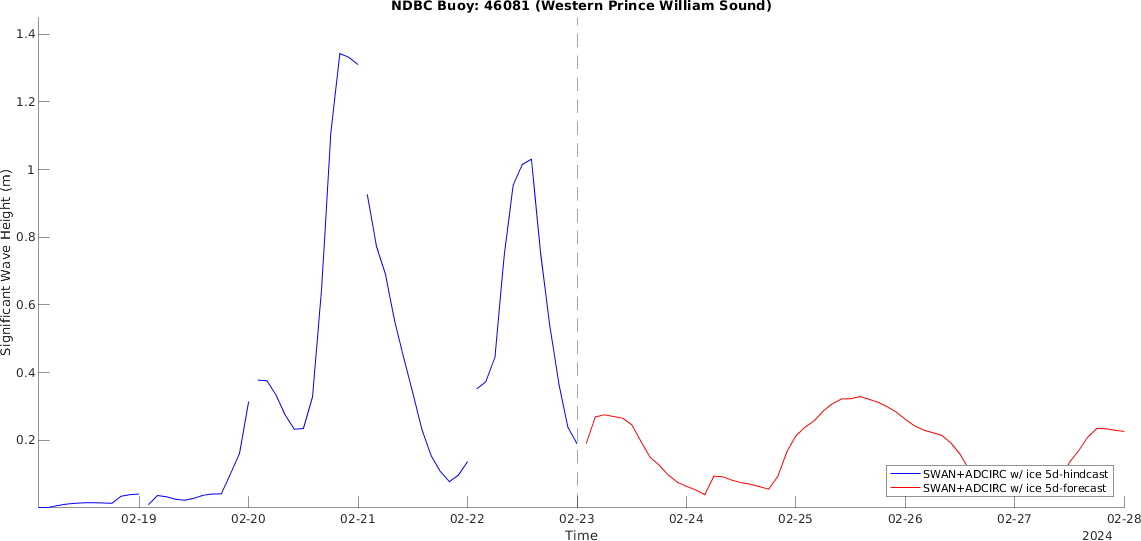 NDBC Buoy: 46081 (Western Prince William Sound)
1.4
1.2
1
0.8
0.6
0.4
0.2
Significant Wave Height (m)
SWAN+ADCIRC w/ ice 5d-hindcast
SWAN+ADCIRC w/ ice 5d-forecast
02-19 02-20 02-21 02-22 02-23 02-24 02-25 02-26 02-27 02-28
Time
2024